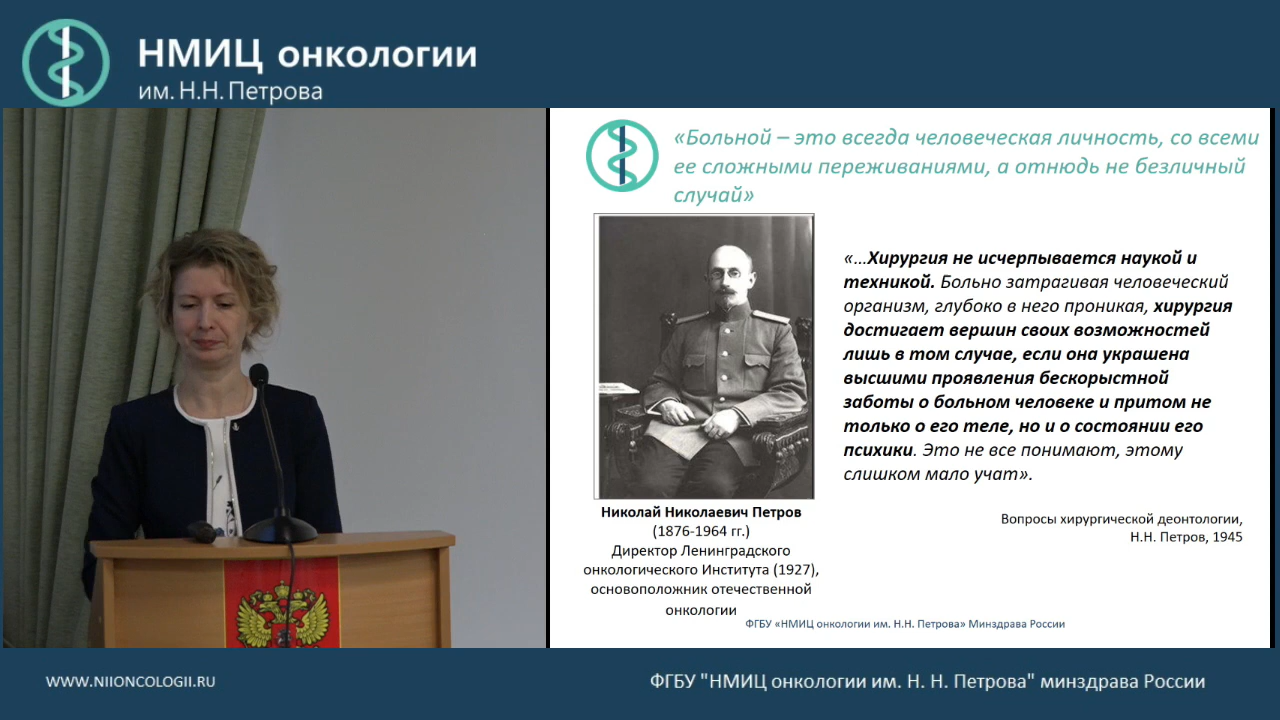 НМИЦ онкологии
им. Н.Н. Петрова
«Больной – это всегда человеческая личность, со всеми
ее сложными переживаниями, а отнюдь не безличный
случай»
«…Хирургия не исчерпывается наукой и
техникой. Больно затрагивая человеческий
организм, глубоко в него проникая, хирургия
достигает вершин своих возможностей
лишь в том случае, если она украшена
высшими проявления бескорыстной
заботы о больном человеке и притом не
только о его теле, но и о состоянии его
психики. Это не все понимают, этому
слишком мало учат».
Вопросы хирургической деонтологии,
Н.Н. Петров, 1945
Николай Николаевич Петров
(1876-1964 гг.)
Директор Ленинградского
онкологического Института (1927),
основоположник отечественной
онкологии
ФГБУ «НМИЦ онкологии им. Н.Н. Петрова» Минздрава России
WWW.NIIONCOLOGII.RU
ФГБУ "НМИЦ онкологии им. Н. Н. Петрова" минздрава России